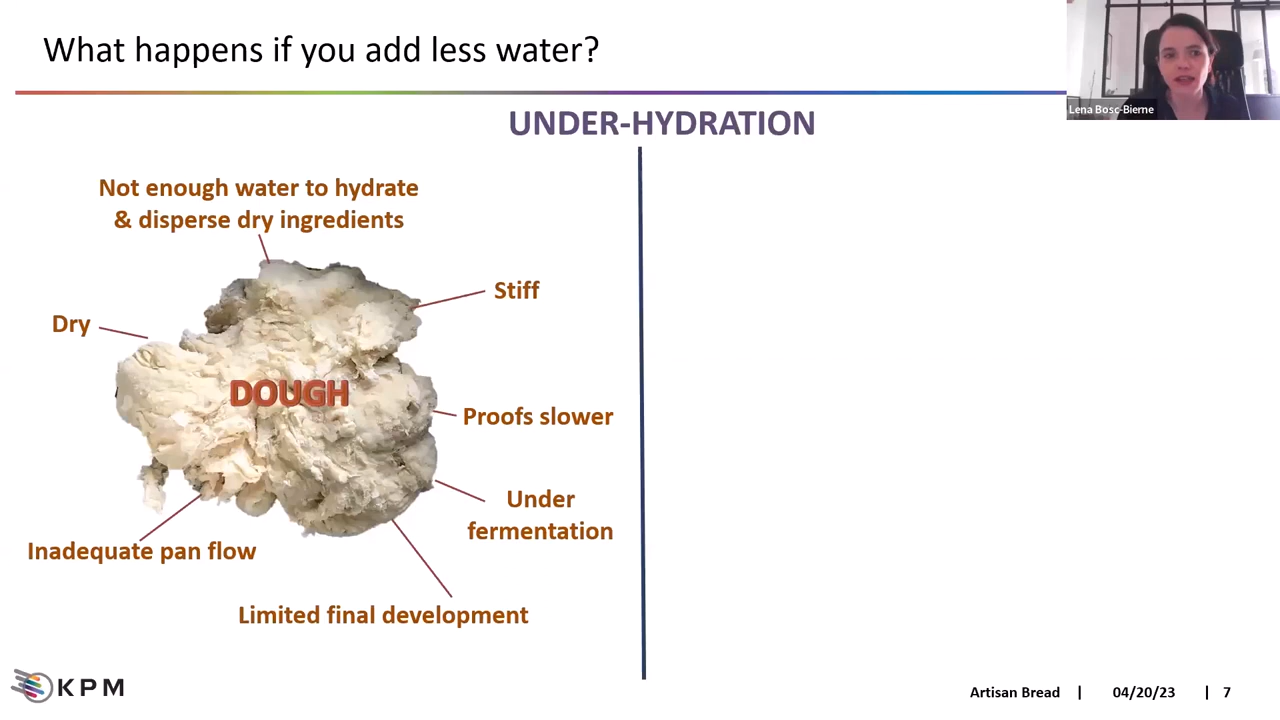 What happens if you add less water?
Lena Bosc-Bierne
UNDER-HYDRATION
Not enough water to hydrate
& disperse dry ingredients
Stiff
Dry
DOUGH
Proofs slower
Under
fermentation
Inadequate pan flow
Limited final development
KPM
Artisan Bread | 04/20/23 | 7